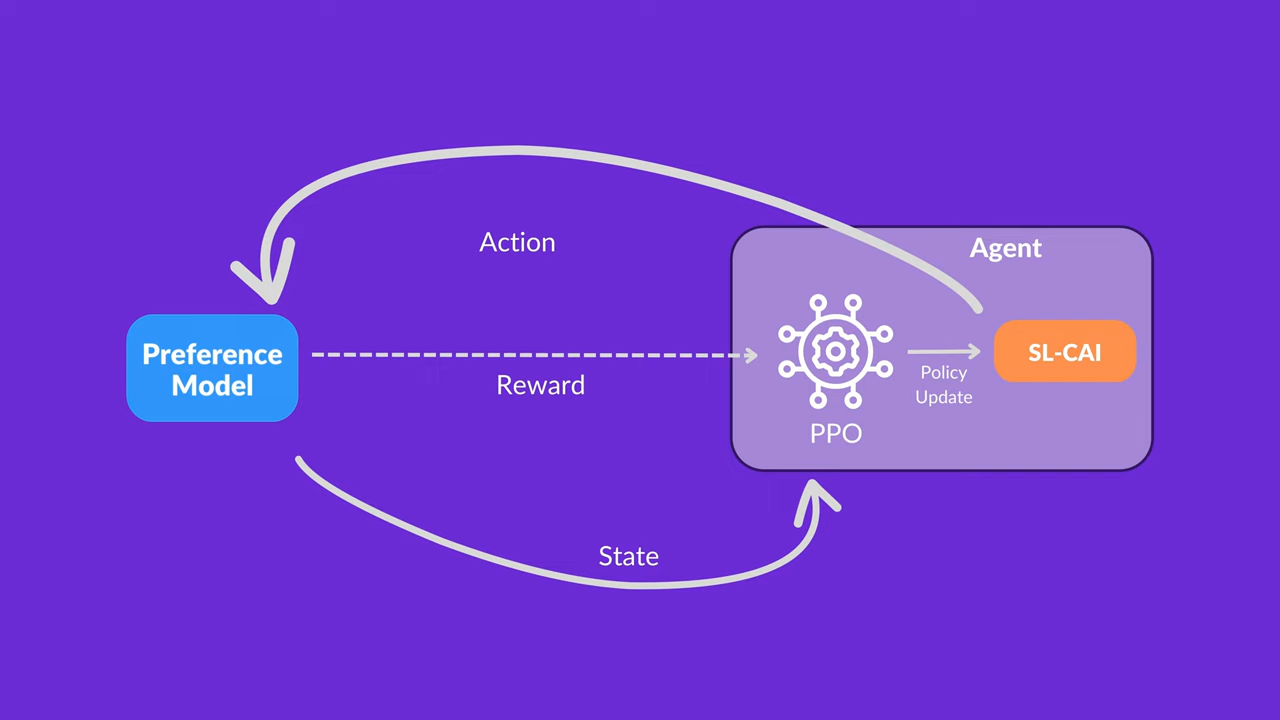 Action
Agent
Preference
Model
Reward
SL-CAI
Policy
Update
PPO
State